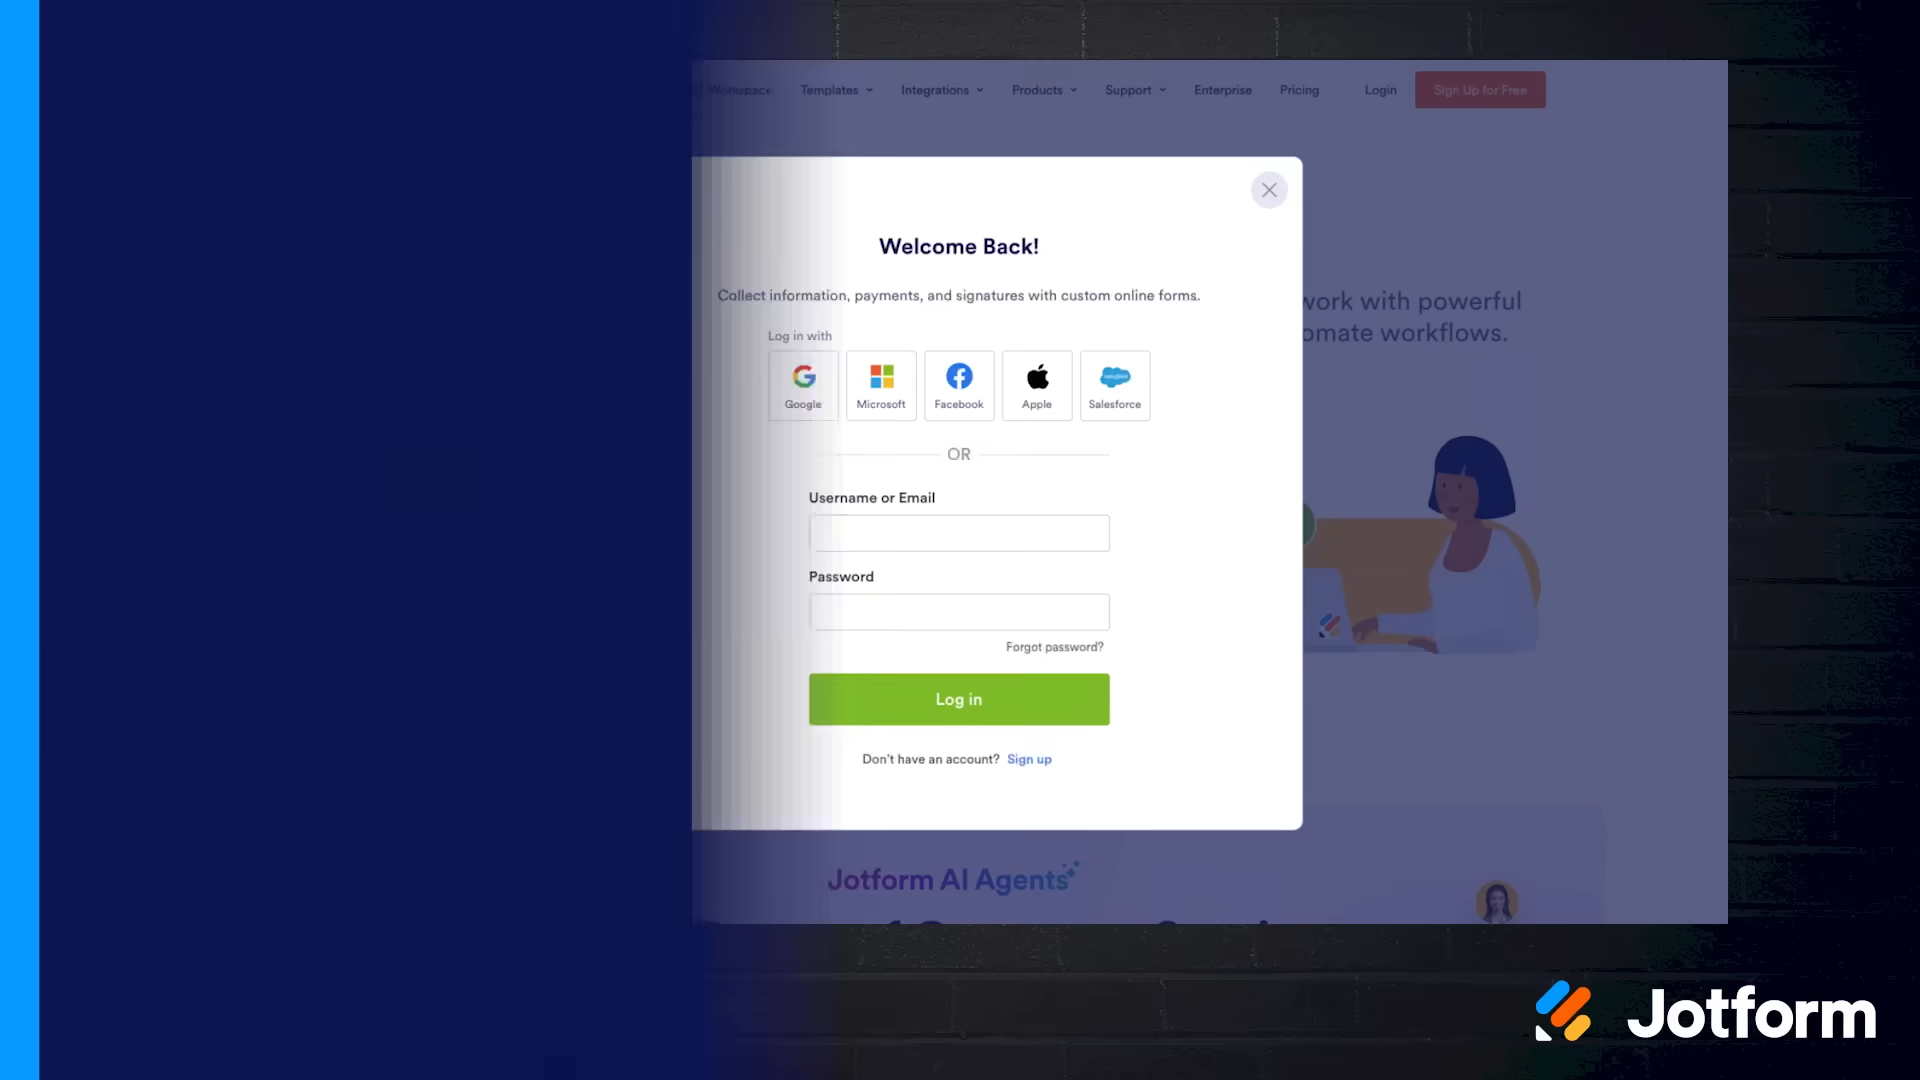 Workspace Templates Integrations Products Support Enterprise Pricing Login Sign Up for Free
Welcome Back!
Collect information, payments, and signatures with custom online forms.
work with powerful
omate workflows.
Log in with
Google Microsoft Facebook Apple Salesforce
OR
Username or Email
Password
Forgot password?
Log in
Don't have an account? Sign up
Jotform AI Agents
Jotform